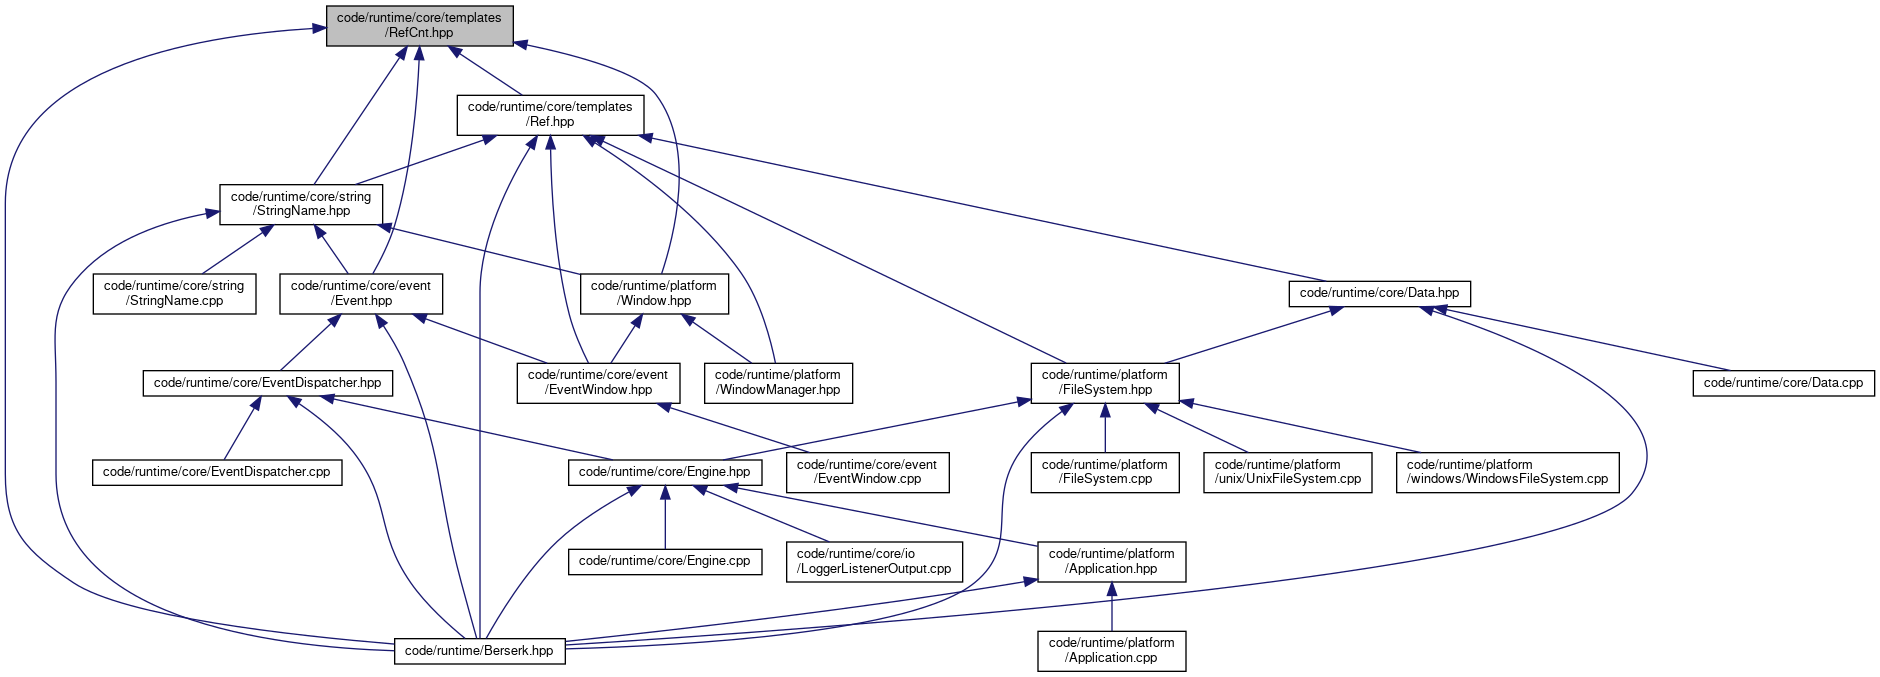 code/runtime/core/templates
/RefCnt.hpp
code/runtime/core/templates
/Ref.hpp
code/runtime/core/string
/StringName.hpp
code/runtime/core/string
/StringName.cpp
code/runtime/core/event
/Event.hpp
code/runtime/platform
/Window.hpp
code/runtime/core/Data.hpp
code/runtime/core/EventDispatcher.hpp
code/runtime/core/event
/EventWindow.hpp
code/runtime/platform
/WindowManager.hpp
code/runtime/platform
/FileSystem.hpp
code/runtime/core/Data.cpp
code/runtime/core/EventDispatcher.cpp
code/runtime/core/Engine.hpp
code/runtime/core/event
/EventWindow.cpp
code/runtime/platform
/FileSystem.cpp
code/runtime/platform
/unix/UnixFileSystem.cpp
code/runtime/platform
/windows/WindowsFileSystem.cpp
code/runtime/core/Engine.cpp
code/runtime/core/io
/LoggerListenerOutput.cpp
code/runtime/platform
/Application.hpp
code/runtime/Berserk.hpp
code/runtime/platform
/Application.cpp